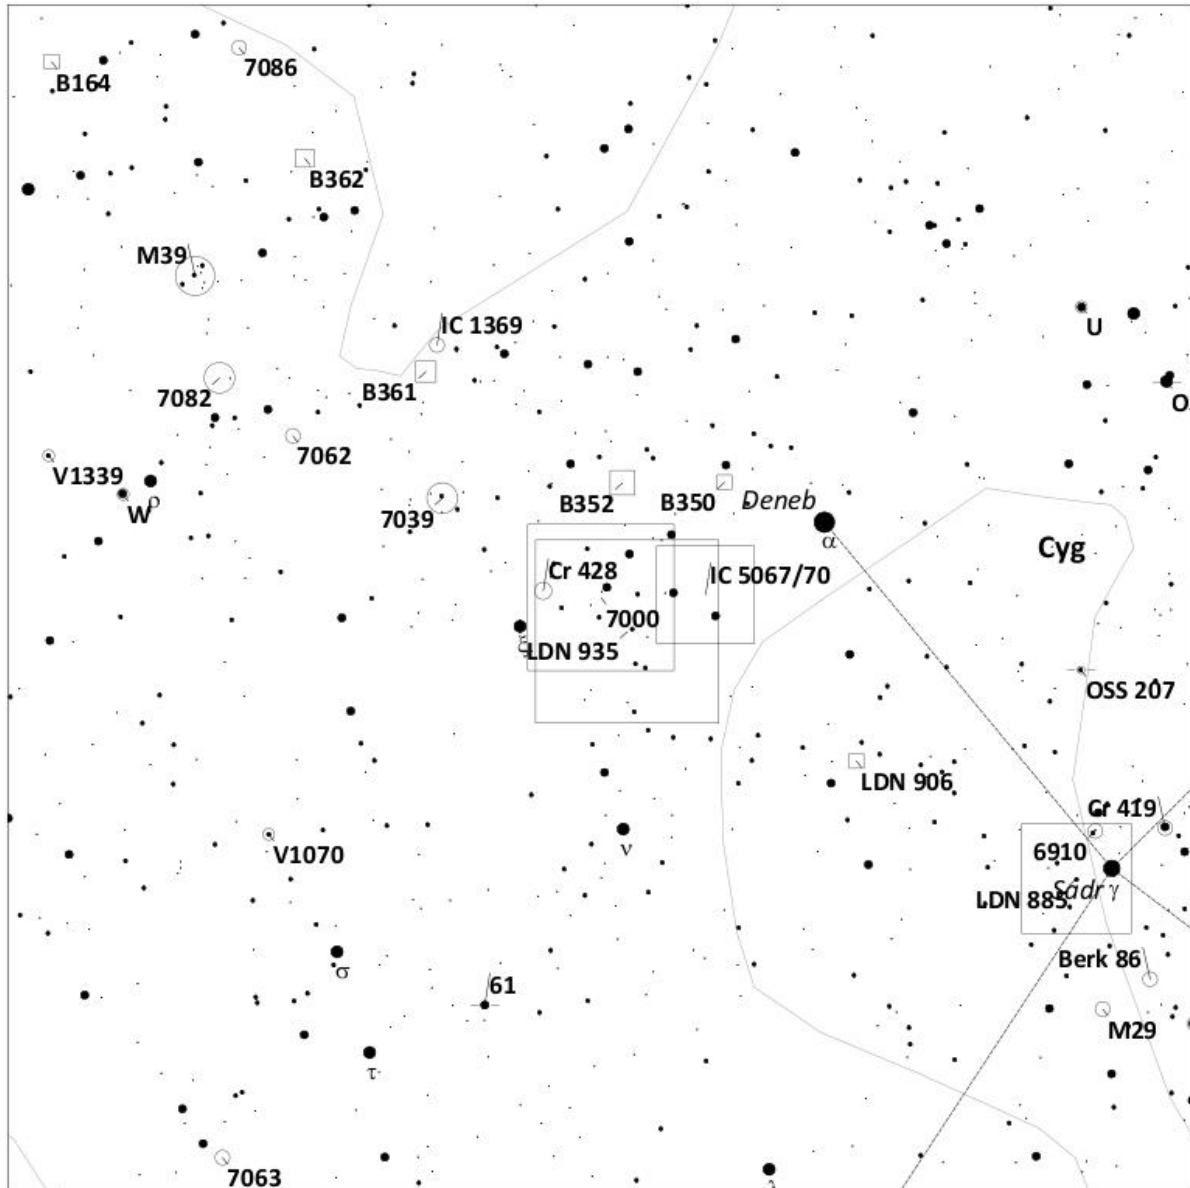 7086
B164
B362
M39
IC 1369
U
B361
7082
O
7062
V1339
ρ
W
7039
B352
B350
Deneb
α
Cyg
Cr 428
IC 5067/70
7000
ξ
LDN 935
OSS 207
LDN 906
Cr 419
ν
V1070
6910
Sadr γ
LDN 885
Berk 86
σ
61
M29
τ
7063